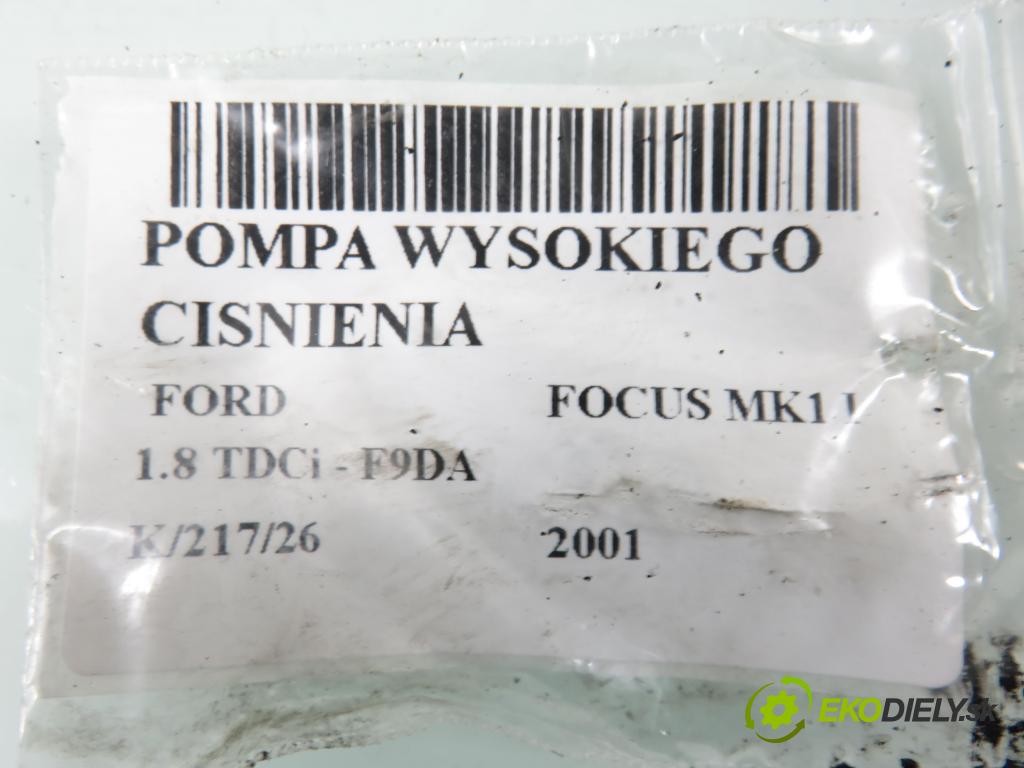 POMPA WYSOKIEGO
CISNIENIA
FORD FOCUS MK1 I
1.8 TDCi - F9DA
K/217/26 2001
EKODIELY.sk